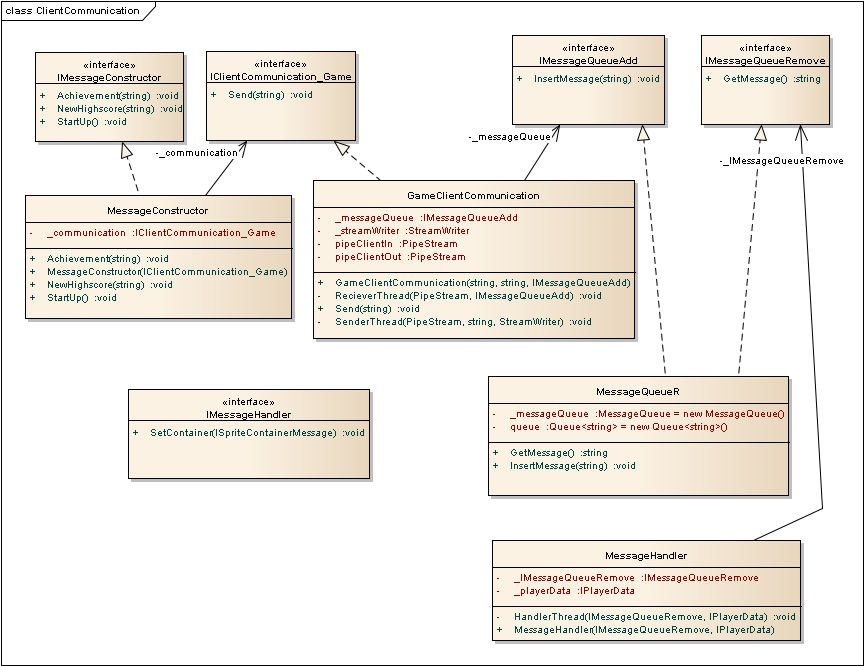 class ClientCommunication
«interface»
IMessageConstructor
+ Achievement(string) :void
+ NewHighscore(string) :void
+ StartUp() :void
«interface»
IClientCommunication_Game
+ Send(string) :void
«interface»
IMessageQueueAdd
+ InsertMessage(string) :void
«interface»
IMessageQueueRemove
+ GetMessage() :string
-_communication
-_messageQueue
-_IMessageQueueRemove
MessageConstructor
- _communication :IClientCommunication_Game
+ Achievement(string) :void
+ MessageConstructor(IClientCommunication_Game)
+ NewHighscore(string) :void
+ StartUp() :void
GameClientCommunication
- _messageQueue :IMessageQueueAdd
- _streamWriter :StreamWriter
- pipeClientIn :PipeStream
- pipeClientOut :PipeStream
+ GameClientCommunication(string, string, IMessageQueueAdd)
- RecieverThread(PipeStream, IMessageQueueAdd) :void
+ Send(string) :void
- SenderThread(PipeStream, string, StreamWriter) :void
«interface»
IMessageHandler
+ SetContainer(ISpriteContainerMessage) :void
MessageQueueR
- _messageQueue :MessageQueue = new MessageQueue()
- queue :Queue<string> = new Queue<string>()
+ GetMessage() :string
+ InsertMessage(string) :void
MessageHandler
- _IMessageQueueRemove :IMessageQueueRemove
- _playerData :IPlayerData
- HandlerThread(IMessageQueueRemove, IPlayerData) :void
+ MessageHandler(IMessageQueueRemove, IPlayerData)